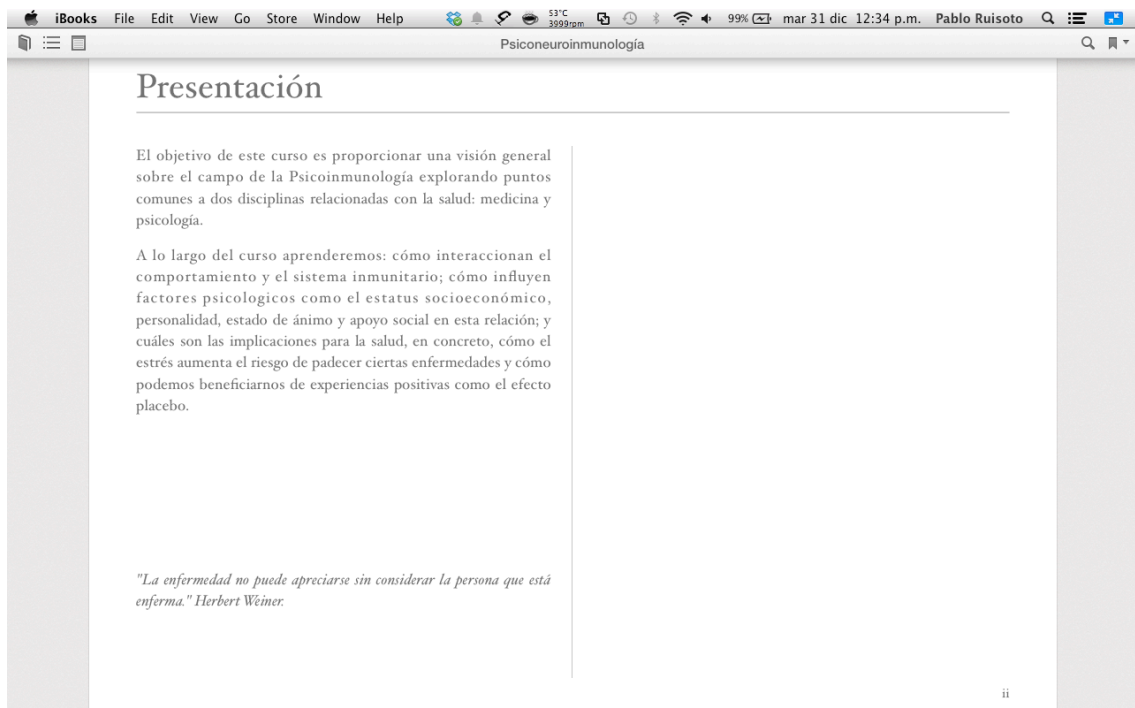 iBooks File Edit View Go Store Window Help 53°C 3999rpm 99% mar 31 dic 12:34 p.m. Pablo Ruisoto
Psiconeuroinmunología
Presentación
El objetivo de este curso es proporcionar una visión general
sobre el campo de la Psicoinmunología explorando puntos
comunes a dos disciplinas relacionadas con la salud: medicina y
psicología.
A lo largo del curso aprenderemos: cómo interaccionan el
comportamiento y el sistema inmunitario; cómo influyen
factores psicologicos como el estatus socioeconómico,
personalidad, estado de ánimo y apoyo social en esta relación; y
cuáles son las implicaciones para la salud, en concreto, cómo el
estrés aumenta el riesgo de padecer ciertas enfermedades y cómo
podemos beneficiarnos de experiencias positivas como el efecto
placebo.
"La enfermedad no puede apreciarse sin considerar la persona que está
enferma." Herbert Weiner.
ii